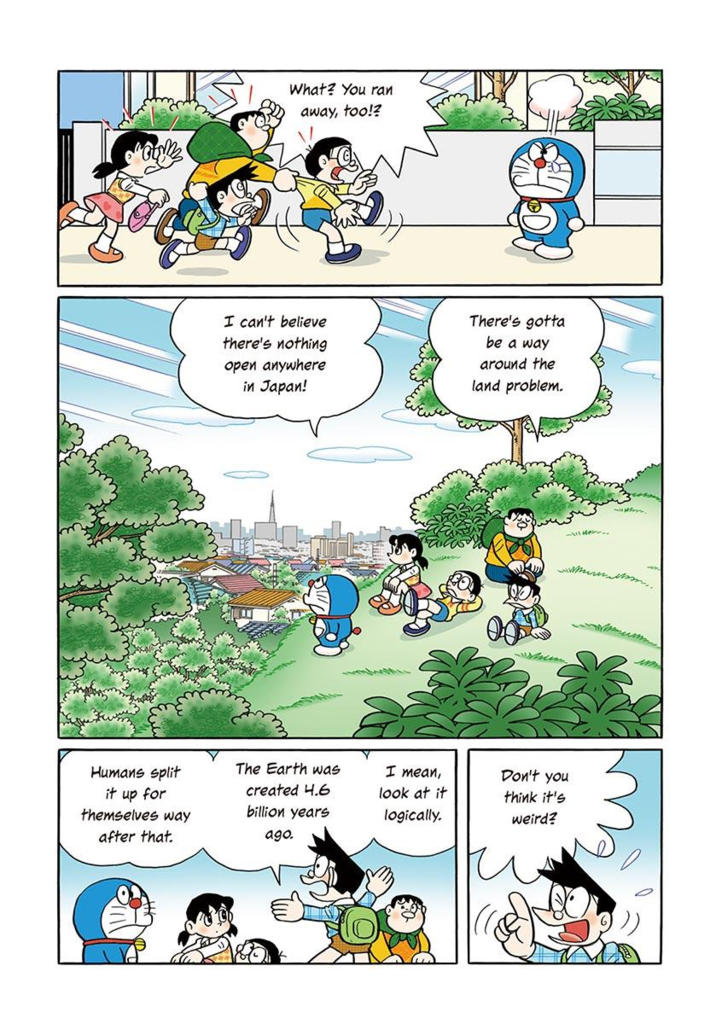 What? You ran
away, too!?
There's gotta
be a way
around the
land problem.
I can't believe
there's nothing
open anywhere
in Japan!
Don't you
think it's
weird?
I mean,
look at it
logically.
The Earth was
created 4.6
billion years
ago.
Humans split
it up for
themselves way
after that.